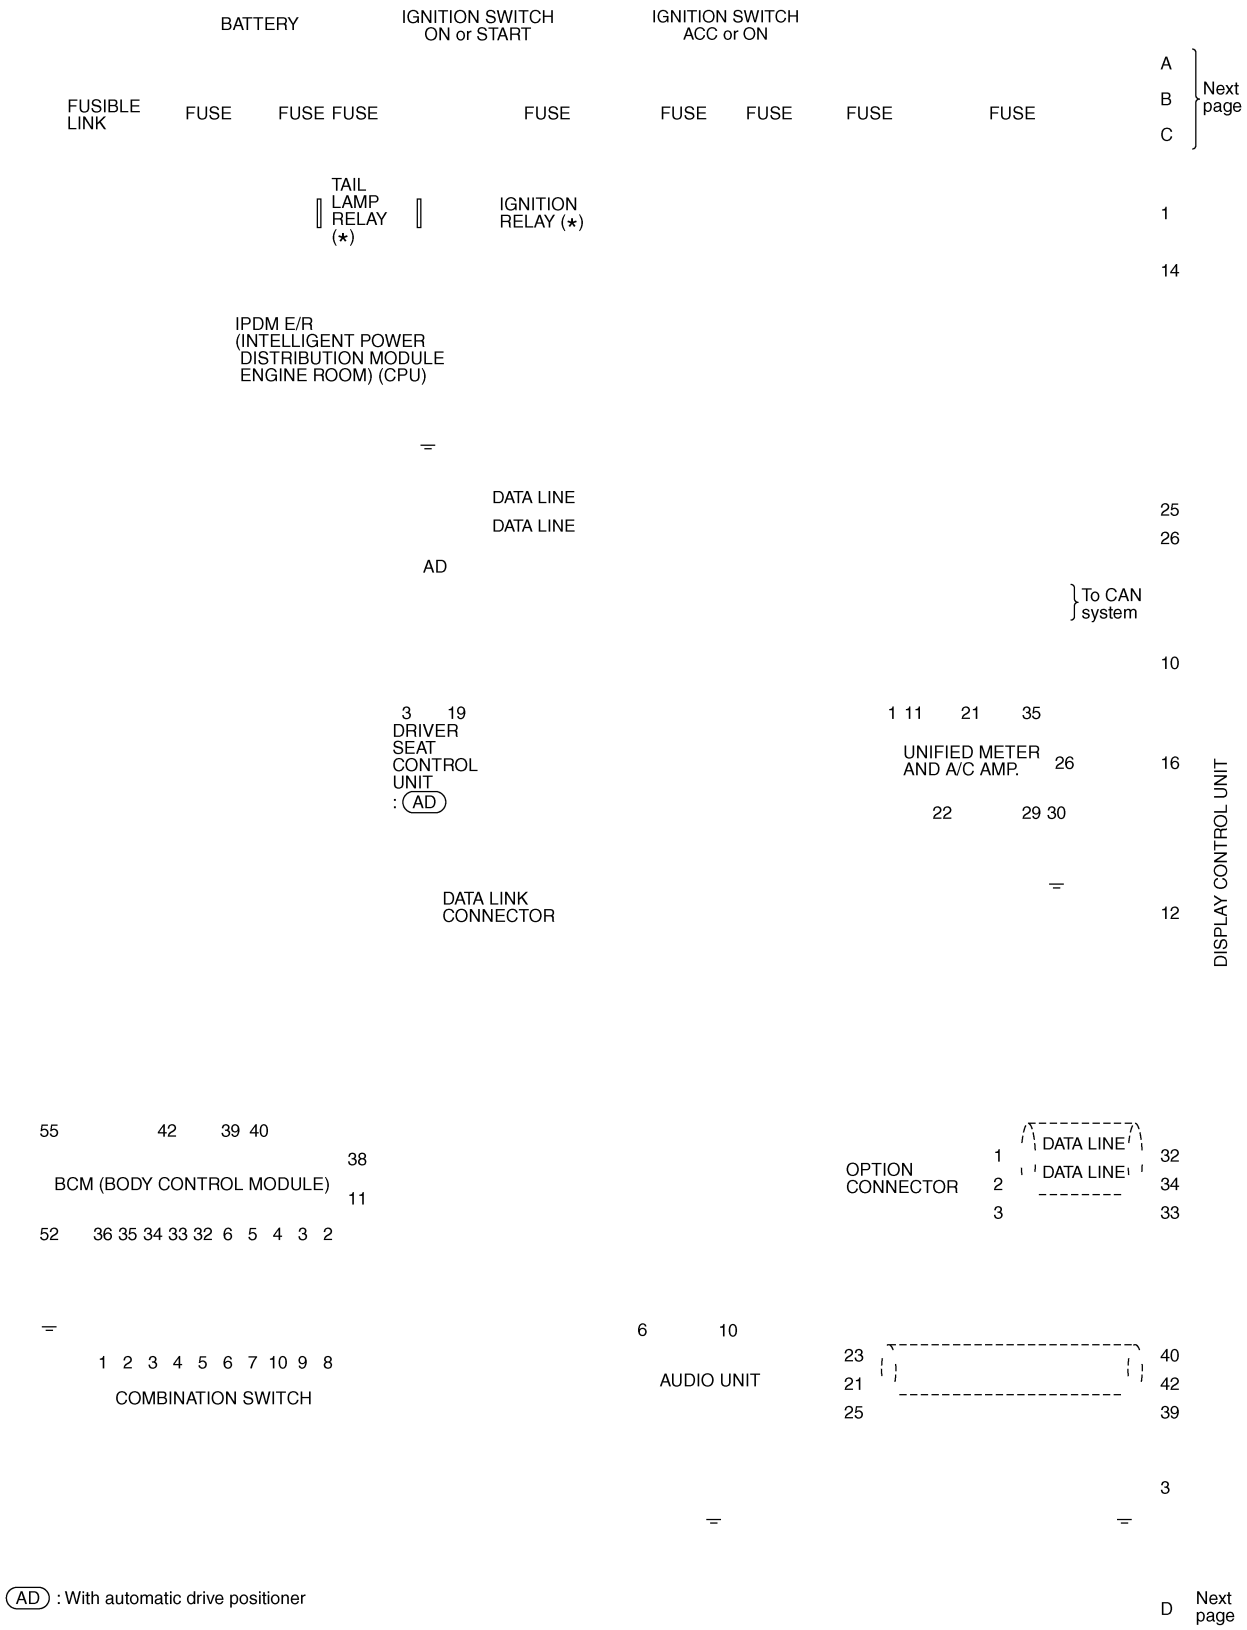 BATTERY
IGNITION SWITCH
ON or START
IGNITION SWITCH
ACC or ON
A
B
C
Next
page
FUSIBLE
LINK
FUSE
FUSE
FUSE
FUSE
FUSE
FUSE
FUSE
FUSE
TAIL
LAMP
RELAY
(*)
IGNITION
RELAY (*)
1
14
IPDM E/R
(INTELLIGENT POWER
DISTRIBUTION MODULE
ENGINE ROOM) (CPU)
DATA LINE
DATA LINE
25
26
AD
To CAN
system
10
3 19
DRIVER
SEAT
CONTROL
UNIT
: AD
1 11 21 35
UNIFIED METER
AND A/C AMP.
26
22 29 30
16
DISPLAY CONTROL UNIT
DATA LINK
CONNECTOR
12
55 42 39 40
38
BCM (BODY CONTROL MODULE)
11
52 36 35 34 33 32 6 5 4 3 2
OPTION
CONNECTOR
1 DATA LINE 32
2 DATA LINE 34
3 33
1 2 3 4 5 6 7 10 9 8
COMBINATION SWITCH
6 10
AUDIO UNIT
23 40
21 42
25 39
3
AD : With automatic drive positioner
D
Next
page